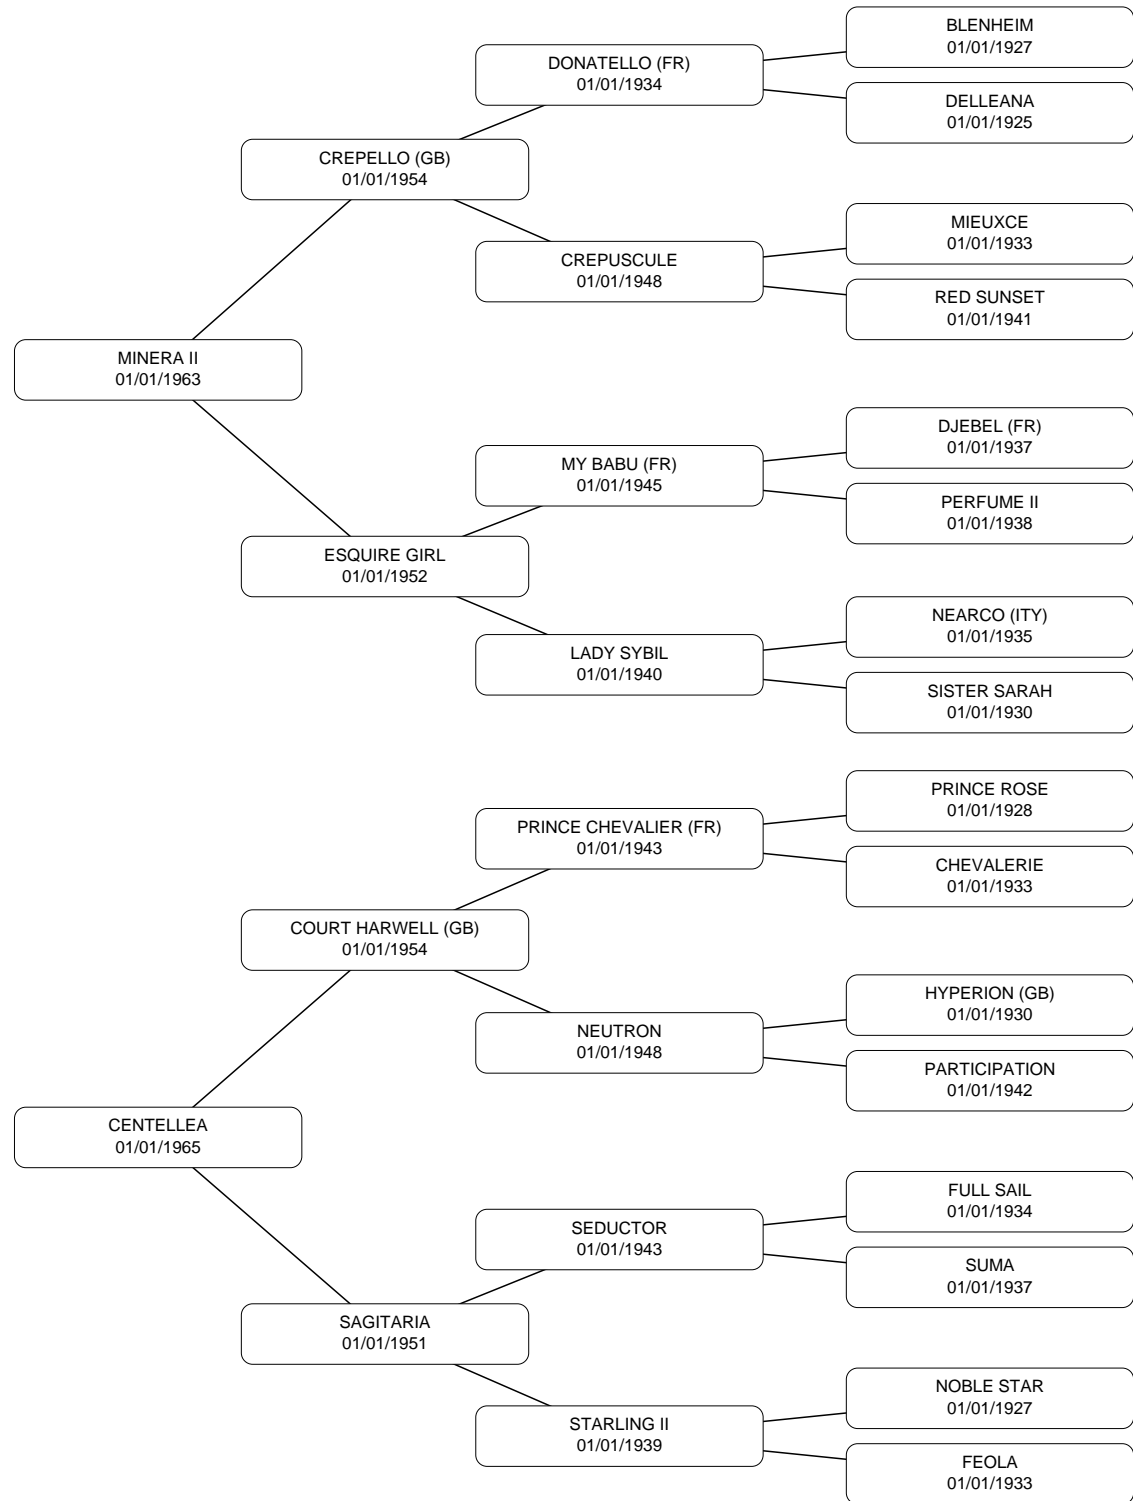 BLENHEIM
01/01/1927
DONATELLO (FR)
01/01/1934
DELLEANA
01/01/1925
CREPELLO (GB)
01/01/1954
MIEUXCE
01/01/1933
CREPUSCULE
01/01/1948
RED SUNSET
01/01/1941
MINERA II
01/01/1963
DJEBEL (FR)
01/01/1937
MY BABU (FR)
01/01/1945
PERFUME II
01/01/1938
ESQUIRE GIRL
01/01/1952
NEARCO (ITY)
01/01/1935
LADY SYBIL
01/01/1940
SISTER SARAH
01/01/1930
PRINCE ROSE
01/01/1928
PRINCE CHEVALIER (FR)
01/01/1943
CHEVALERIE
01/01/1933
COURT HARWELL (GB)
01/01/1954
HYPERION (GB)
01/01/1930
NEUTRON
01/01/1948
PARTICIPATION
01/01/1942
CENTELLEA
01/01/1965
FULL SAIL
01/01/1934
SEDUCTOR
01/01/1943
SUMA
01/01/1937
SAGITARIA
01/01/1951
NOBLE STAR
01/01/1927
STARLING II
01/01/1939
FEOLA
01/01/1933